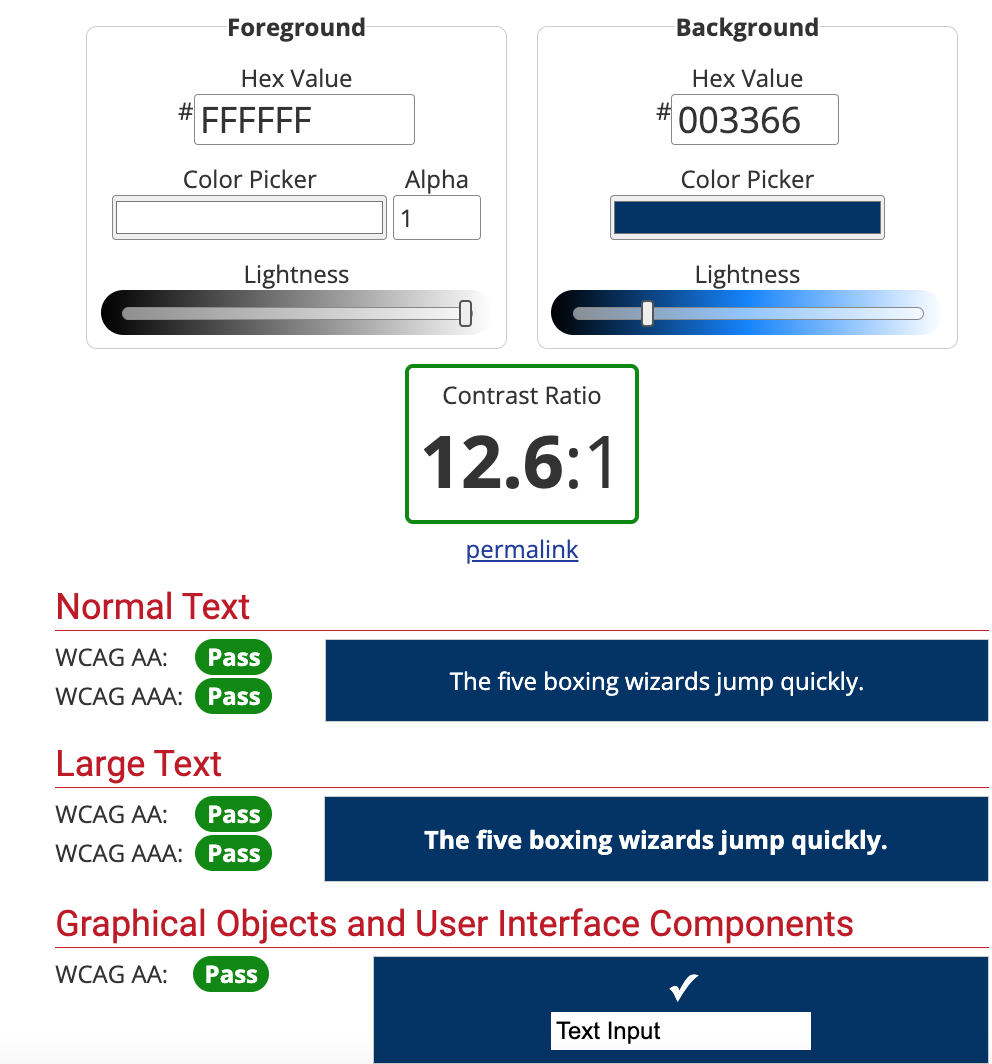 Foreground
Hex Value
#FFFFFF
Color Picker Alpha
1
Lightness
Background
Hex Value
#003366
Color Picker
Lightness
Contrast Ratio
12.6:1
permalink
Normal Text
WCAG AA: Pass
WCAG AAA: Pass
The five boxing wizards jump quickly.
Large Text
WCAG AA: Pass
WCAG AAA: Pass
The five boxing wizards jump quickly.
Graphical Objects and User Interface Components
WCAG AA: Pass
Text Input